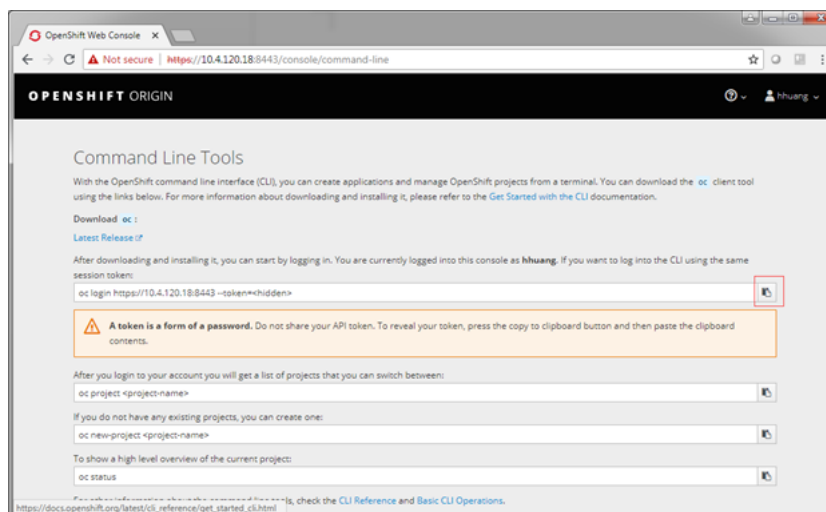 OpenShift Web Console
Not secure | https://10.4.120.18:8443/console/command-line
OPENSHIFT ORIGIN
hhuang
Command Line Tools
With the OpenShift command line interface (CLI), you can create applications and manage OpenShift projects from a terminal. You can download the oc client tool
using the links below. For more information about downloading and installing it, please refer to the Get Started with the CLI documentation.
Download oc :
Latest Release
After downloading and installing it, you can start by logging in. You are currently logged into this console as hhuang. If you want to log into the CLI using the same
session token:
oc login https://10.4.120.18:8443 --token=<hidden>
A token is a form of a password. Do not share your API token. To reveal your token, press the copy to clipboard button and then paste the clipboard
contents.
After you login to your account you will get a list of projects that you can switch between:
oc project <project-name>
If you do not have any existing projects, you can create one:
oc new-project <project-name>
To show a high level overview of the current project:
oc status
For other information about the command line tools, check the CLI Reference and Basic CLI Operations.
https://docs.openshift.org/latest/cli_reference/get_started_cli.html